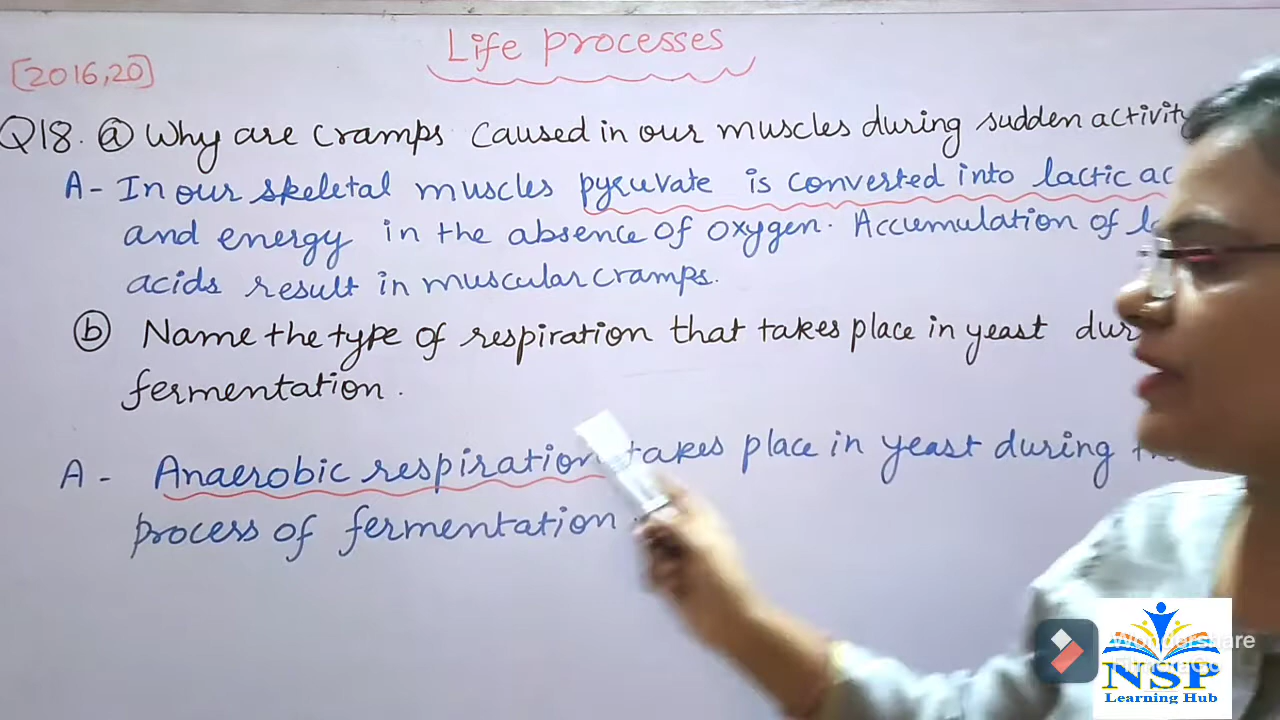 Life Processes
[2016,20]
Q18. ⓐ Why are cramps caused in our muscles during sudden activity
A- In our skeletal muscles pyruvate is converted into lactic
and energy in the absence of oxygen. Accumulation of
acids result in muscular cramps.
ⓑ Name the type of respiration that takes place in yeast
fermentation.
A- Anaerobic respiration takes place in yeast during
process of fermentation.
Wondershare
NSP
Learning Hub